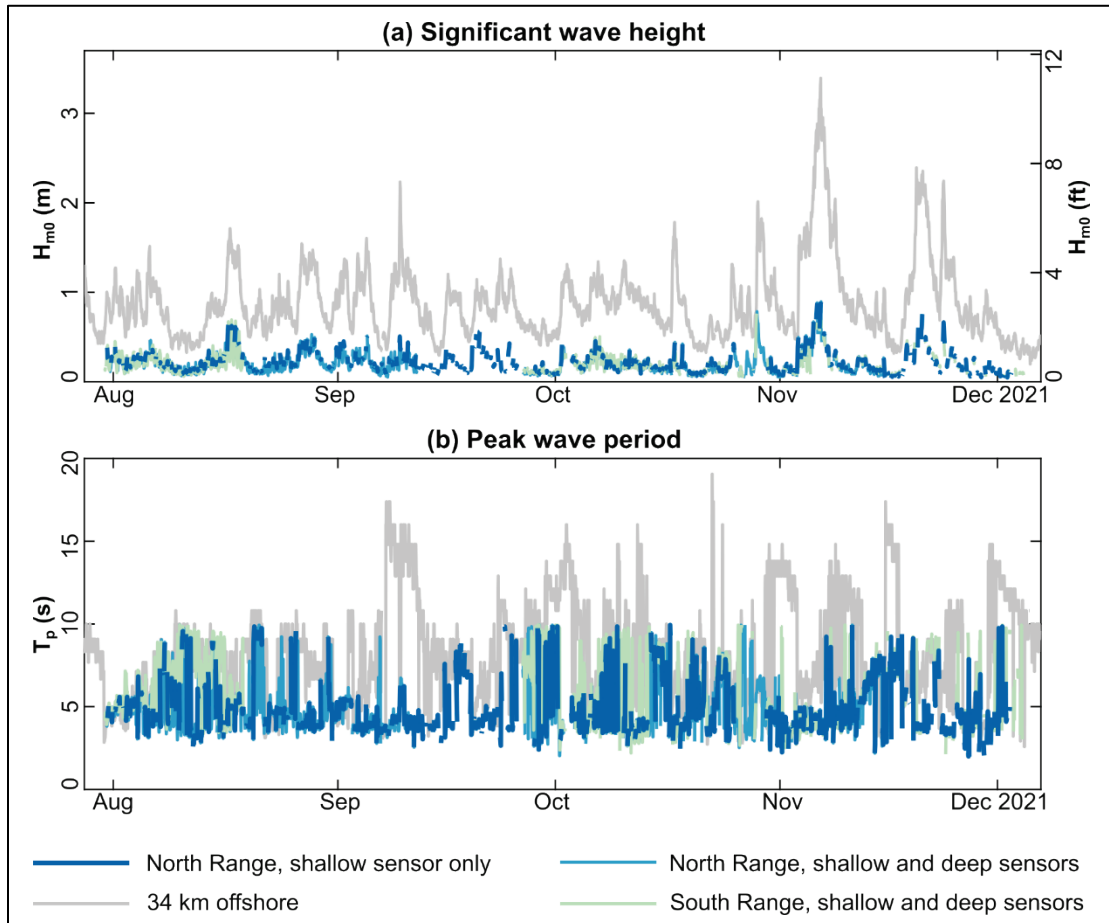 (a) Significant wave height
12
3
8
2
H_m0 (m)
H_m0 (ft)
4
1
0
0
Aug
Sep
Oct
Nov
Dec 2021
(b) Peak wave period
20
15
10
T_p (s)
5
0
Aug
Sep
Oct
Nov
Dec 2021
North Range, shallow sensor only
North Range, shallow and deep sensors
34 km offshore
South Range, shallow and deep sensors